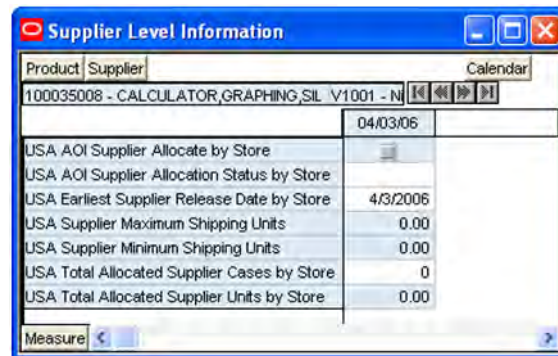 Supplier Level Information
Product Supplier Calendar
100035008 - CALCULATOR,GRAPHING,SIL V1001 -
04/03/06
USA AOI Supplier Allocate by Store
USA AOI Supplier Allocation Status by Store
USA Earliest Supplier Release Date by Store 4/3/2006
USA Supplier Maximum Shipping Units 0.00
USA Supplier Minimum Shipping Units 0.00
USA Total Allocated Supplier Cases by Store 0
USA Total Allocated Supplier Units by Store 0.00
Measure